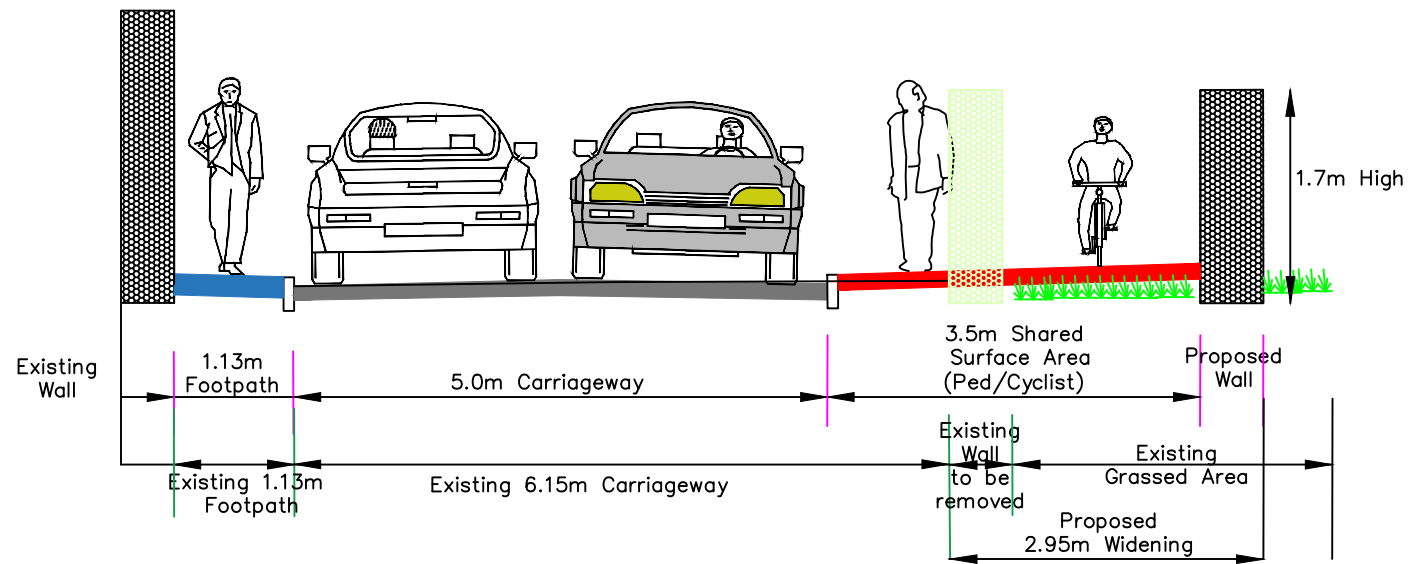 1.7m High
Existing
Wall
1.13m
Footpath
5.0m Carriageway
3.5m Shared
Surface Area
(Ped/Cyclist)
Proposed
Wall
Existing 1.13m
Footpath
Existing 6.15m Carriageway
Existing
Wall
to be
removed
Existing
Grassed Area
Proposed
2.95m Widening